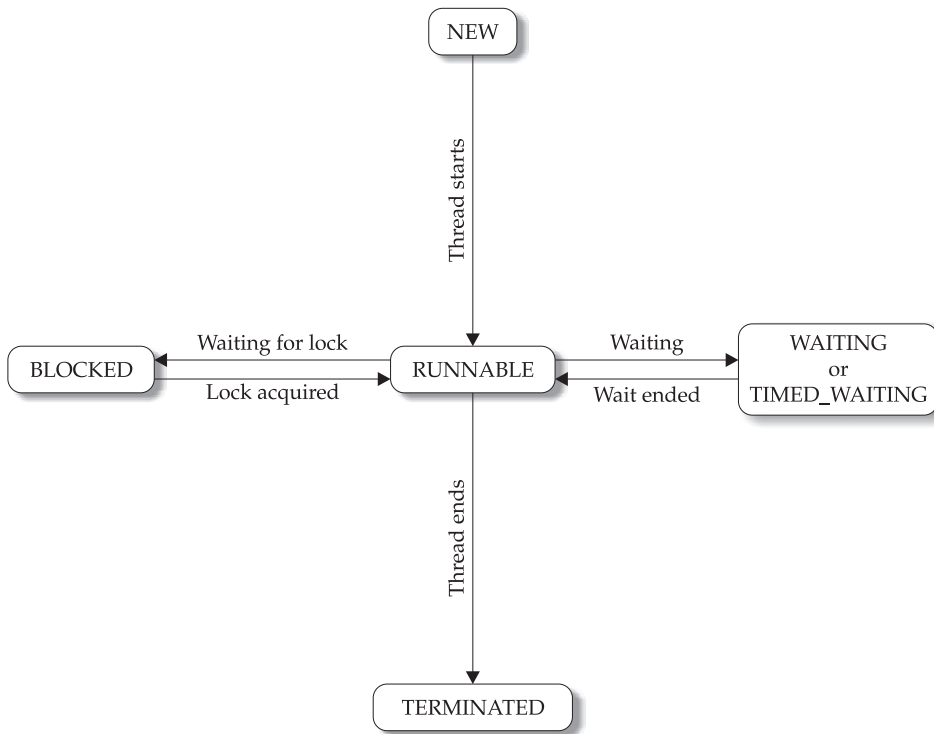 NEW
Thread starts
Waiting for lock
Waiting
BLOCKED
RUNNABLE
WAITING
or
TIMED_WAITING
Lock acquired
Wait ended
Thread ends
TERMINATED